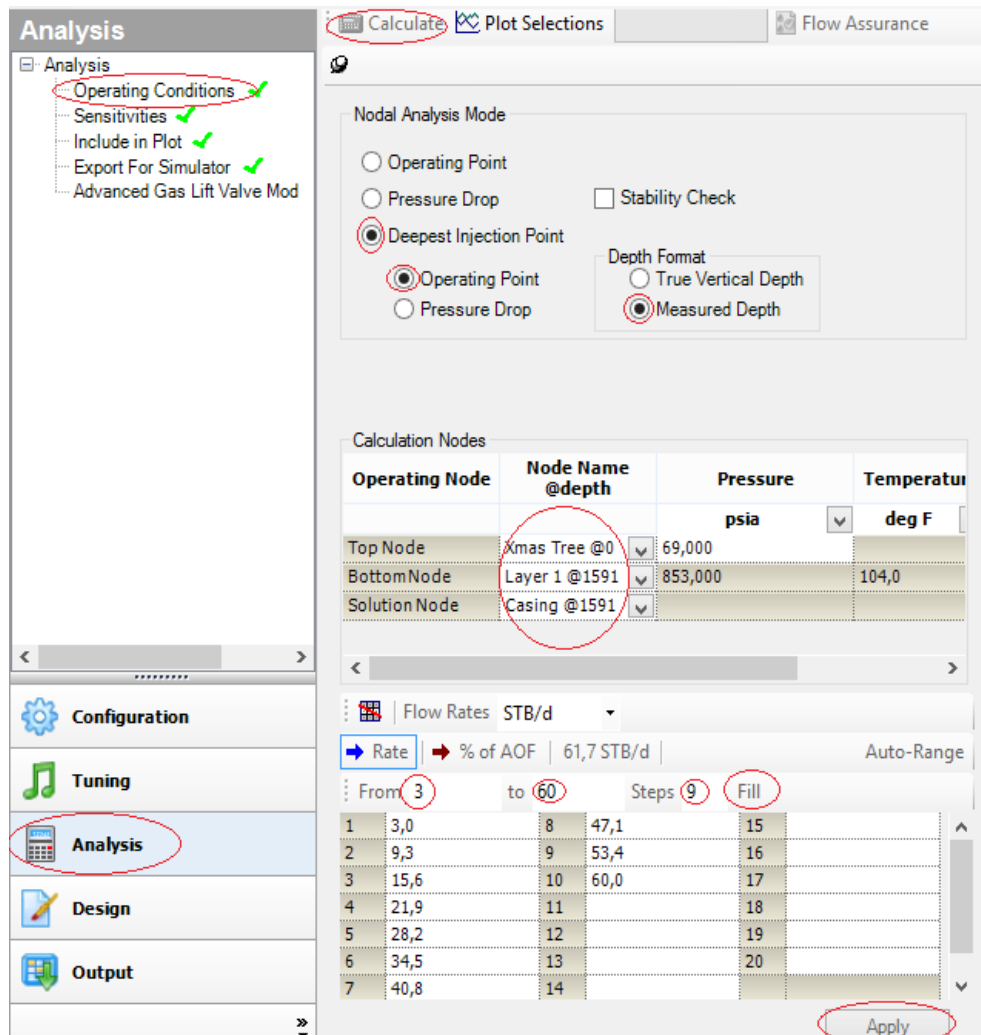 Analysis
Analysis
Operating Conditions
Sensitivities
Include in Plot
Export For Simulator
Advanced Gas Lift Valve Mod
Configuration
Tuning
Analysis
Design
Output
Calculate Plot Selections Flow Assurance
Nodal Analysis Mode
Operating Point
Pressure Drop Stability Check
Deepest Injection Point
Depth Format
Operating Point True Vertical Depth
Pressure Drop Measured Depth
Calculation Nodes
Operating Node Node Name @depth Pressure Temperatur
psia deg F
Top Node Xmas Tree @0 69,000
BottomNode Layer 1 @1591 853,000 104,0
Solution Node Casing @1591
Flow Rates STB/d
Rate % of AOF 61,7 STB/d Auto-Range
From 3 to 60 Steps 9 Fill
1 3,0 8 47,1 15
2 9,3 9 53,4 16
3 15,6 10 60,0 17
4 21,9 11 18
5 28,2 12 19
6 34,5 13 20
7 40,8 14
Apply